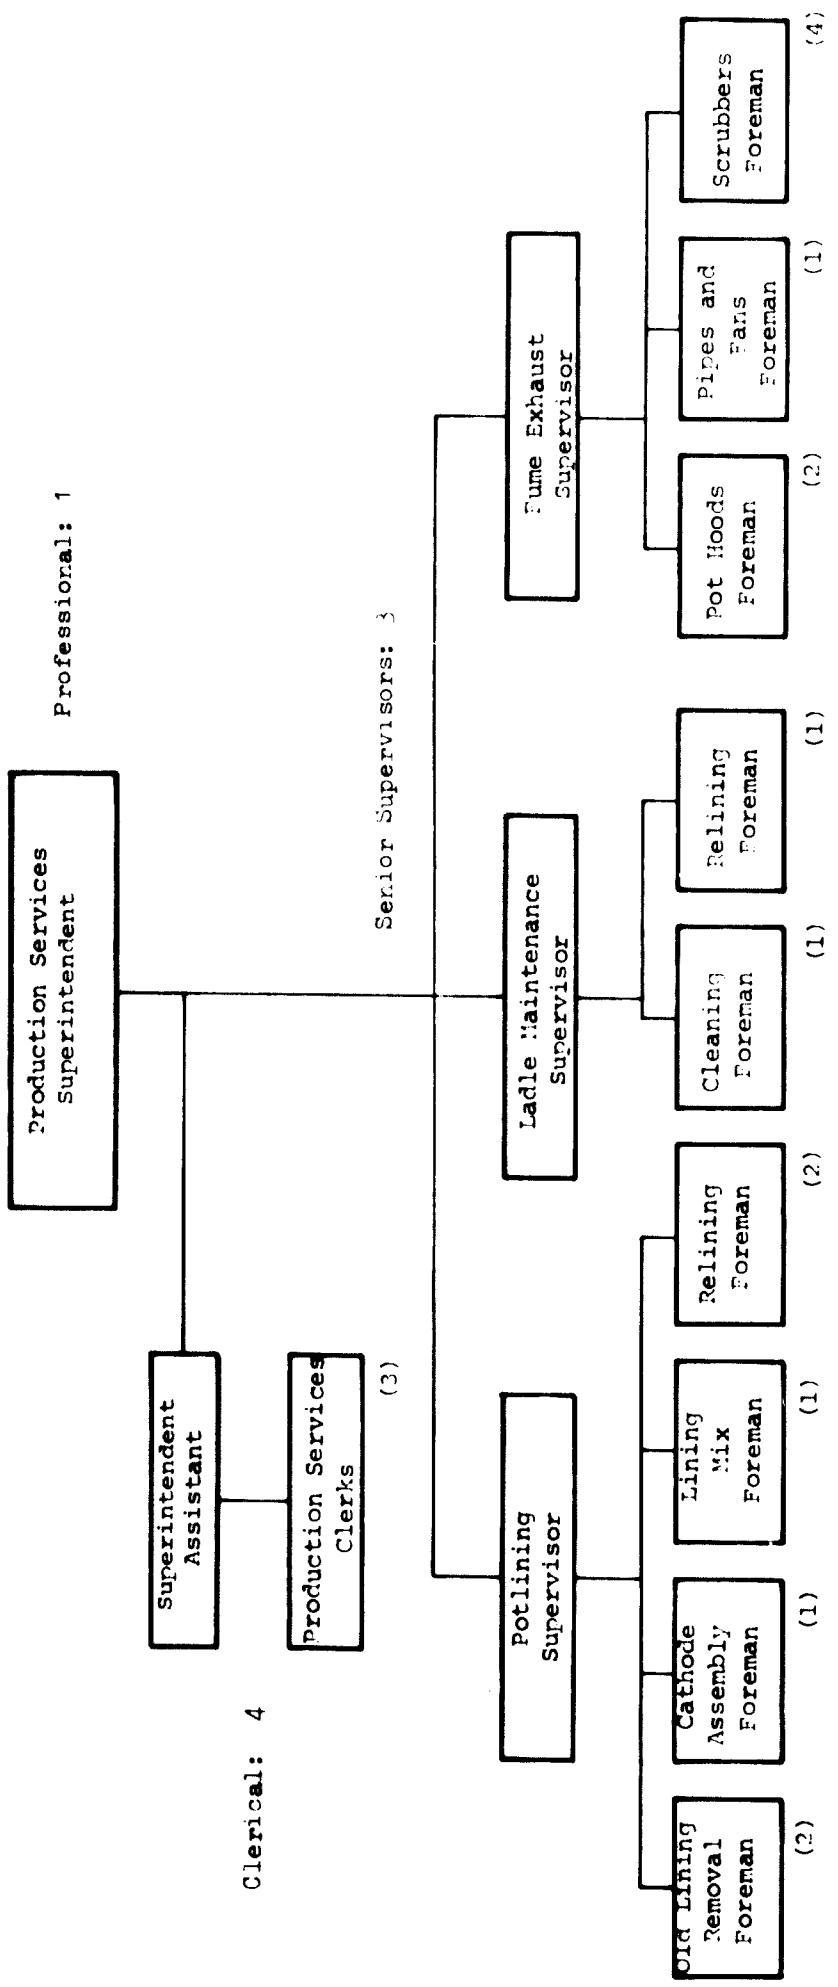 Professional: 1
Production Services
Superintendent
Clerical: 4
Superintendent
Assistant
Production Services
Clerks
(3)
Senior Supervisors: 3
Potlining
Supervisor
Ladle Maintenance
Supervisor
Fume Exhaust
Supervisor
Old Lining
Removal
Foreman
(2)
Cathode
Assembly
Foreman
(1)
Lining
Mix
Foreman
(1)
Relining
Foreman
(2)
Cleaning
Foreman
(1)
Relining
Foreman
(1)
Pot Hoods
Foreman
(2)
Pipes and
Fans
Foreman
(1)
Scrubbers
Foreman
(4)